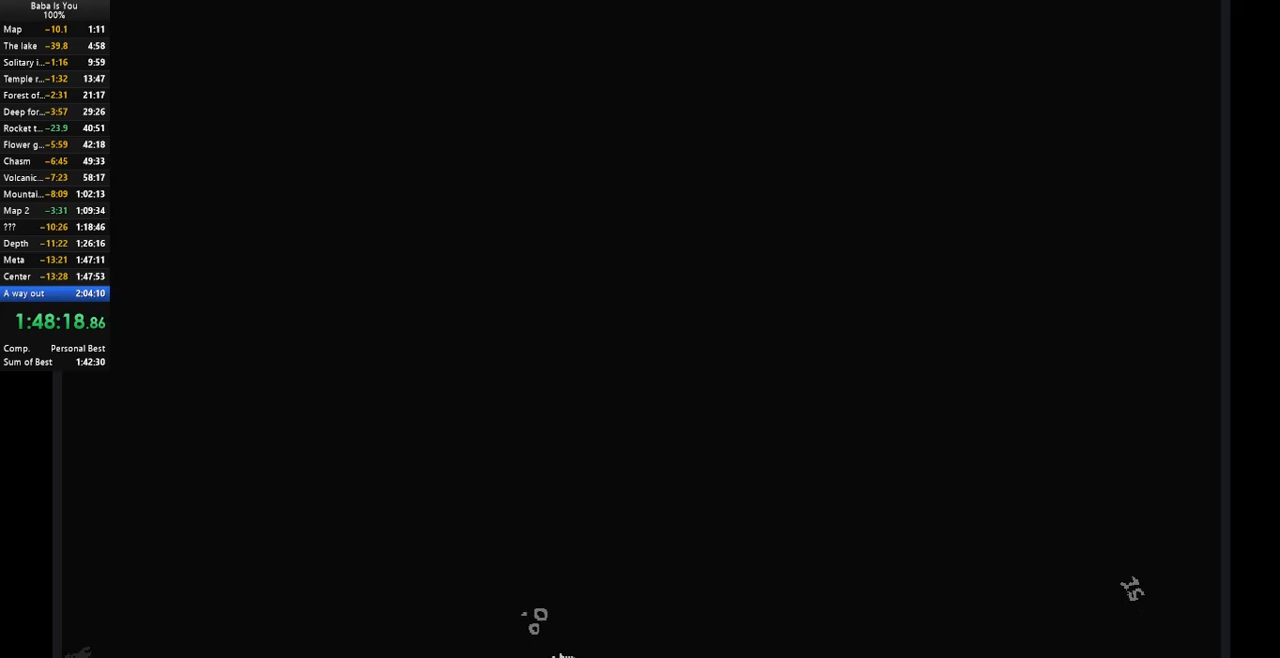 Baba Is You
100%
Map −10.1 1:11
The lake −39.8 4:58
Solitary i... −1:16 9:59
Temple r... −1:32 13:47
Forest of... −2:31 21:17
Deep for... −3:57 29:26
Rocket t... −23.9 40:51
Flower g... −5:59 42:18
Chasm −6:45 49:33
Volcanic... −7:23 58:17
Mountai... −8:09 1:02:13
Map 2 −3:31 1:09:34
??? −10:26 1:18:46
Depth −11:22 1:26:16
Meta −13:21 1:47:11
Center −13:28 1:47:53
A way out 2:04:10
1:48:18.86
Comp. Personal Best
Sum of Best 1:42:30